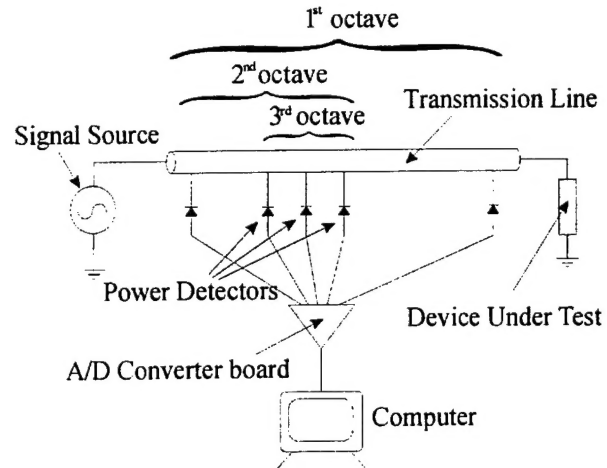 1st octave
2nd octave
3rd octave
Transmission Line
Signal Source
Power Detectors
Device Under Test
A/D Converter board
Computer